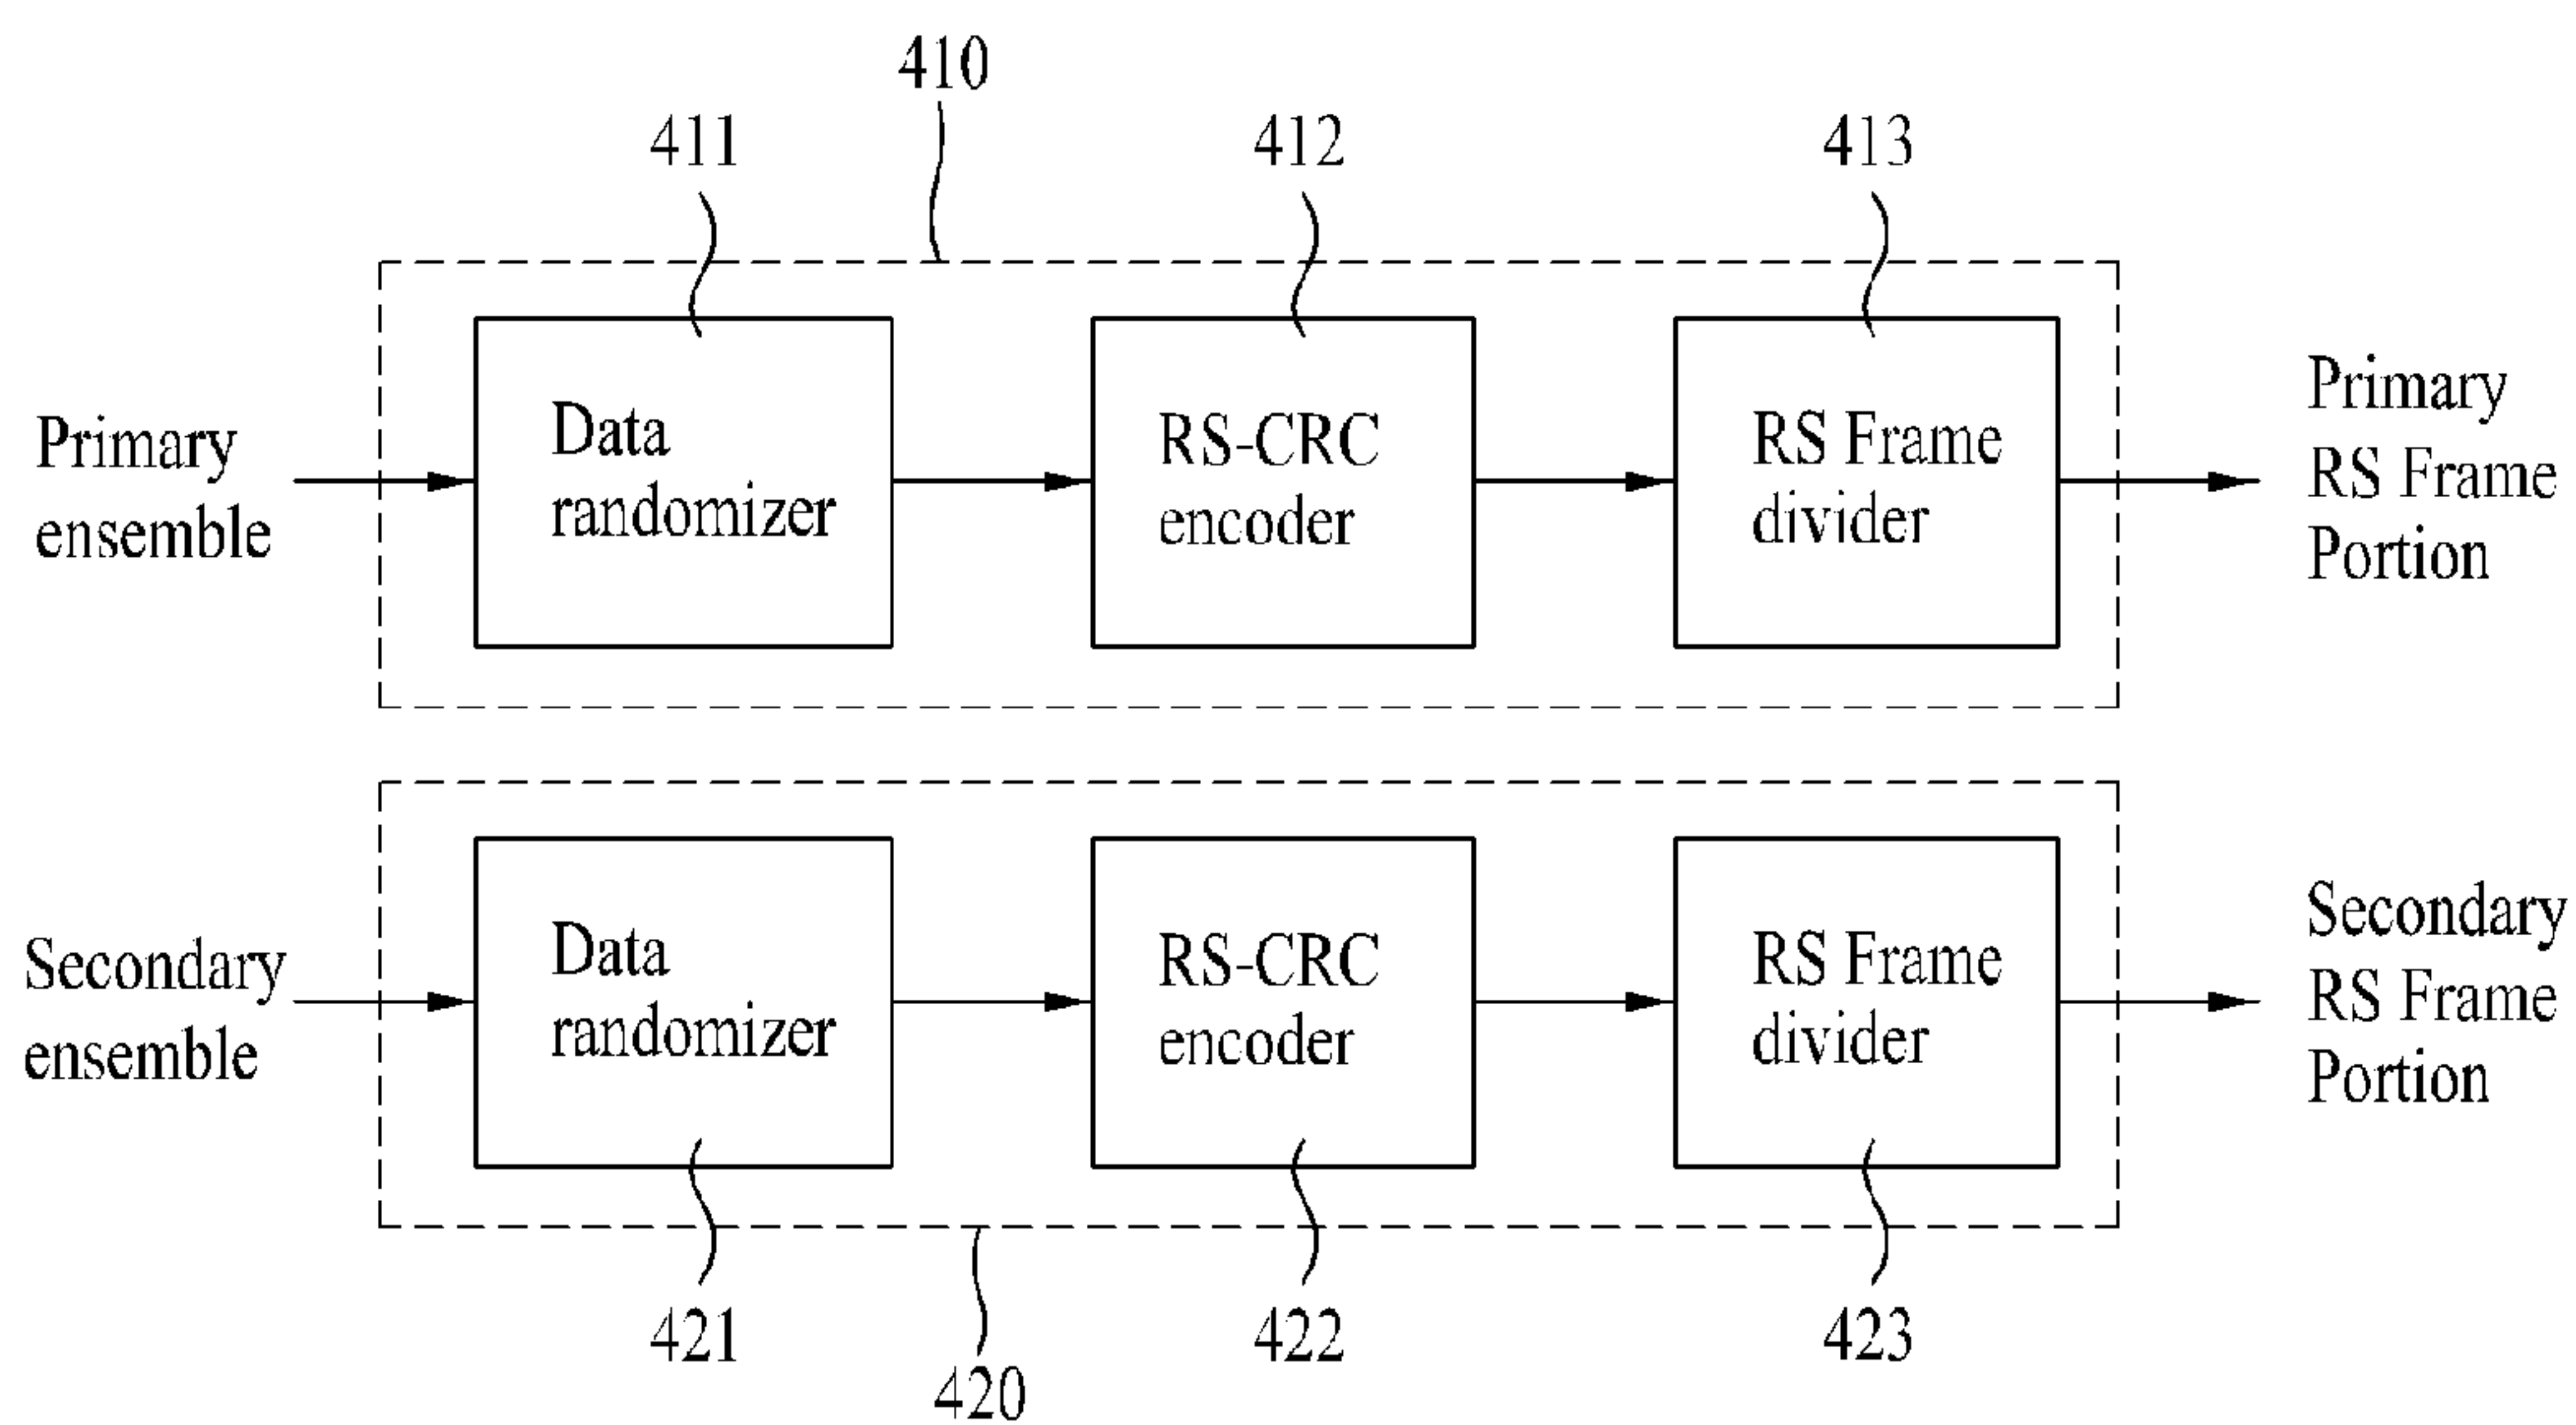 410
411
412
413
Primary
ensemble
Data
randomizer
RS-CRC
encoder
RS Frame
divider
Primary
RS Frame
Portion
Secondary
ensemble
Data
randomizer
RS-CRC
encoder
RS Frame
divider
Secondary
RS Frame
Portion
421
422
423
420